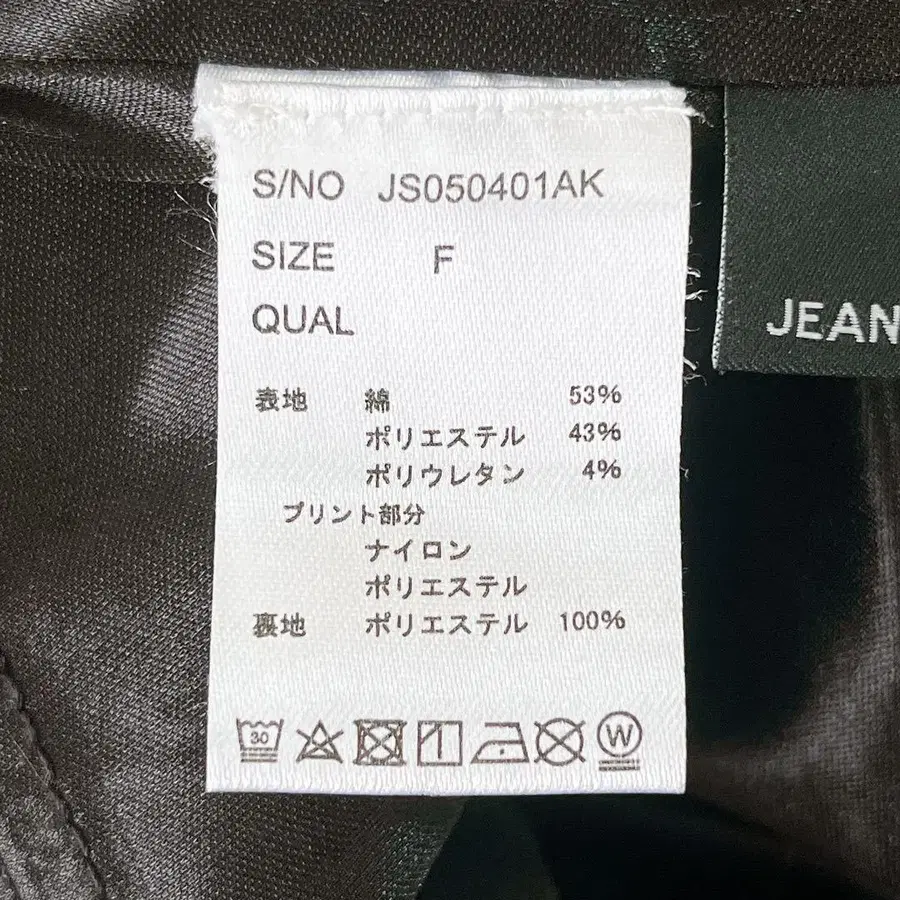 S/NO JS050401AK
SIZE F
QUAL
表地 綿 53%
ポリエステル 43%
ポリウレタン 4%
プリント部分
ナイロン
ポリエステル
裏地 ポリエステル 100%
30
W
JEAN